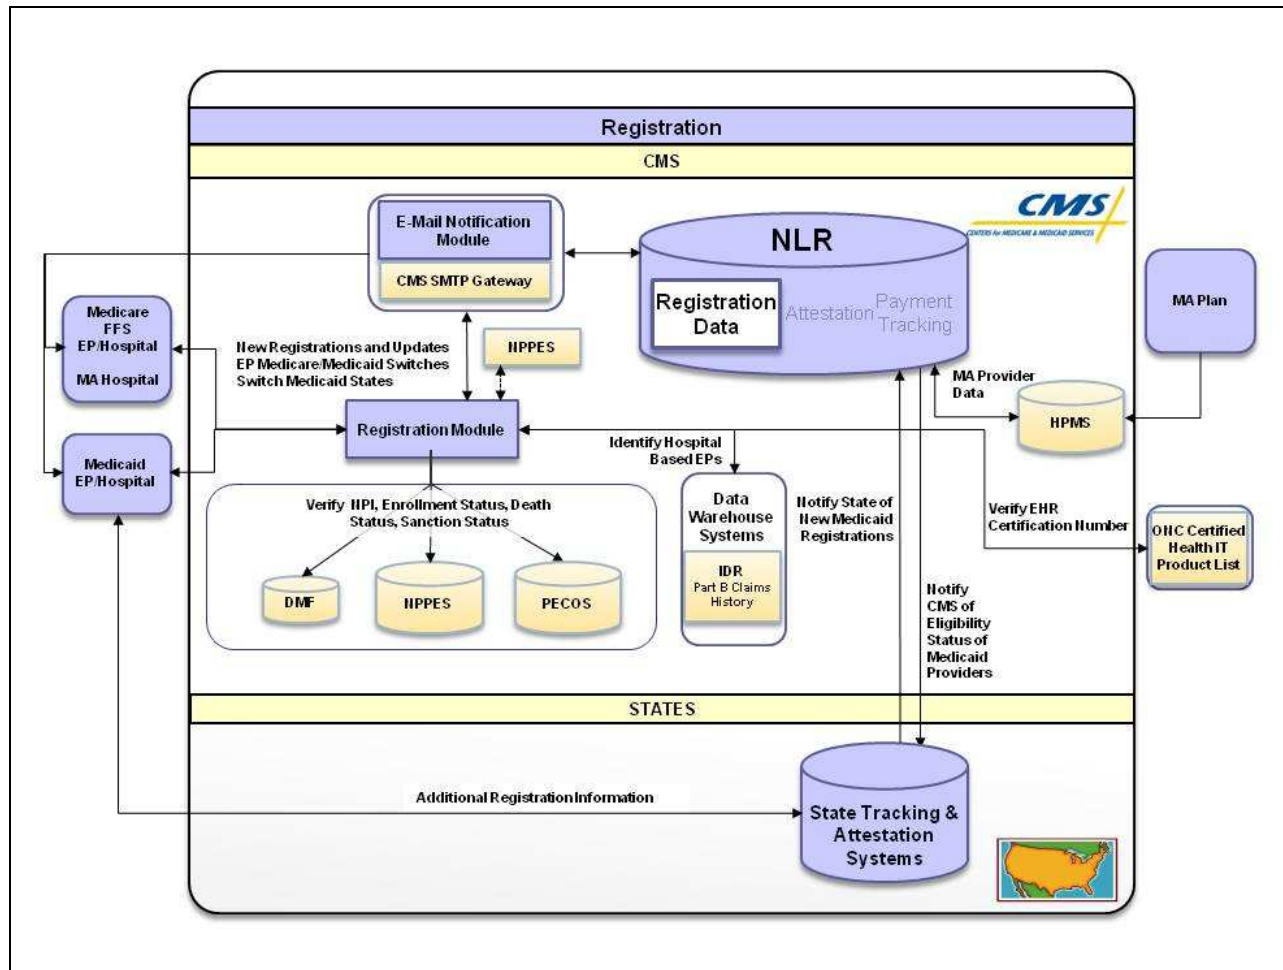 Registration
CMS
CMS
CENTERS for MEDICARE & MEDICAID SERVICES
E-Mail Notification
Module
CMS SMTP Gateway
NLR
Registration
Data
Attestation
Payment
Tracking
MA Plan
Medicare
FFS
EP/Hospital
MA Hospital
New Registrations and Updates
EP Medicare/Medicaid Switches
Switch Medicaid States
NPPES
MA Provider
Data
HPMS
Registration Module
Identify Hospital
Based EPs
Medicaid
EP/Hospital
Verify NPI, Enrollment Status, Death
Status, Sanction Status
DMF
NPPES
PECOS
Data
Warehouse
Systems
IDR
Part B Claims
History
Notify State of
New Medicaid
Registrations
Verify EHR
Certification Number
ONC Certified
Health IT
Product List
Notify
CMS of
Eligibility
Status of
Medicaid
Providers
STATES
Additional Registration Information
State Tracking &
Attestation
Systems